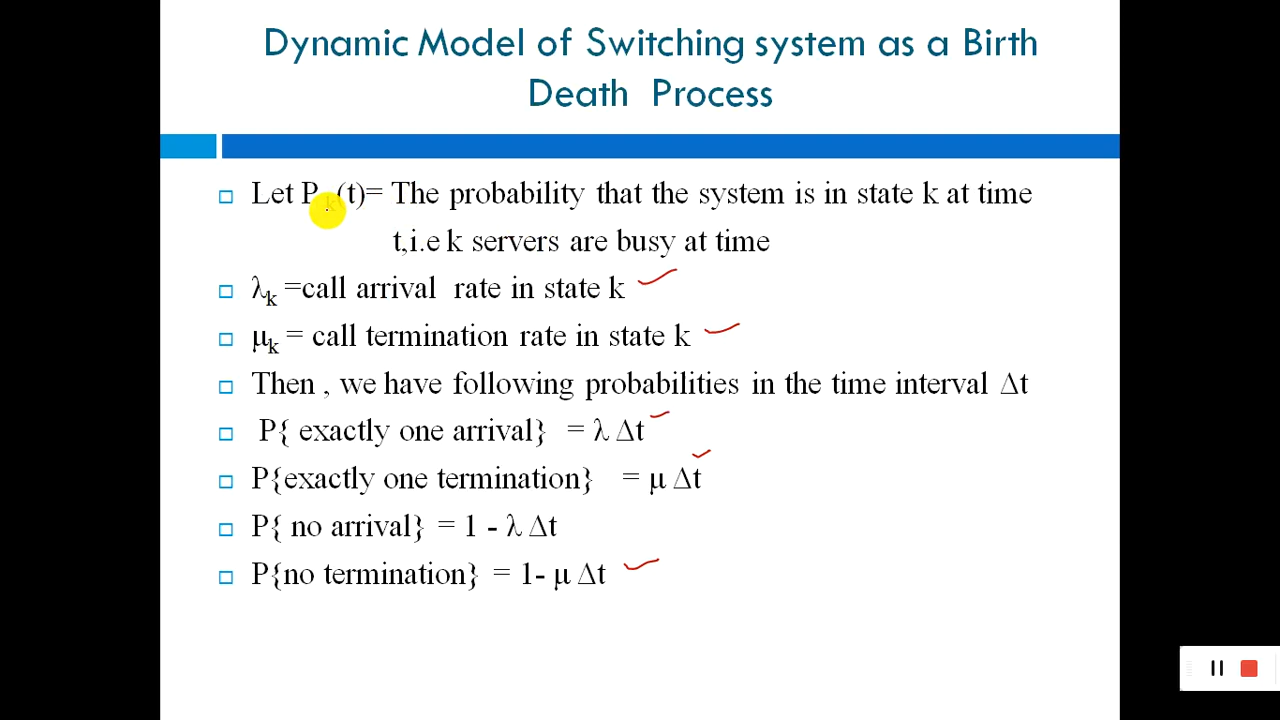 Dynamic Model of Switching system as a Birth
Death Process
Let P k(t)= The probability that the system is in state k at time
t,i.e k servers are busy at time
λk =call arrival rate in state k
μk = call termination rate in state k
Then , we have following probabilities in the time interval Δt
P{ exactly one arrival} = λ Δt
P{exactly one termination} = μ Δt
P{ no arrival} = 1 - λ Δt
P{no termination} = 1- μ Δt